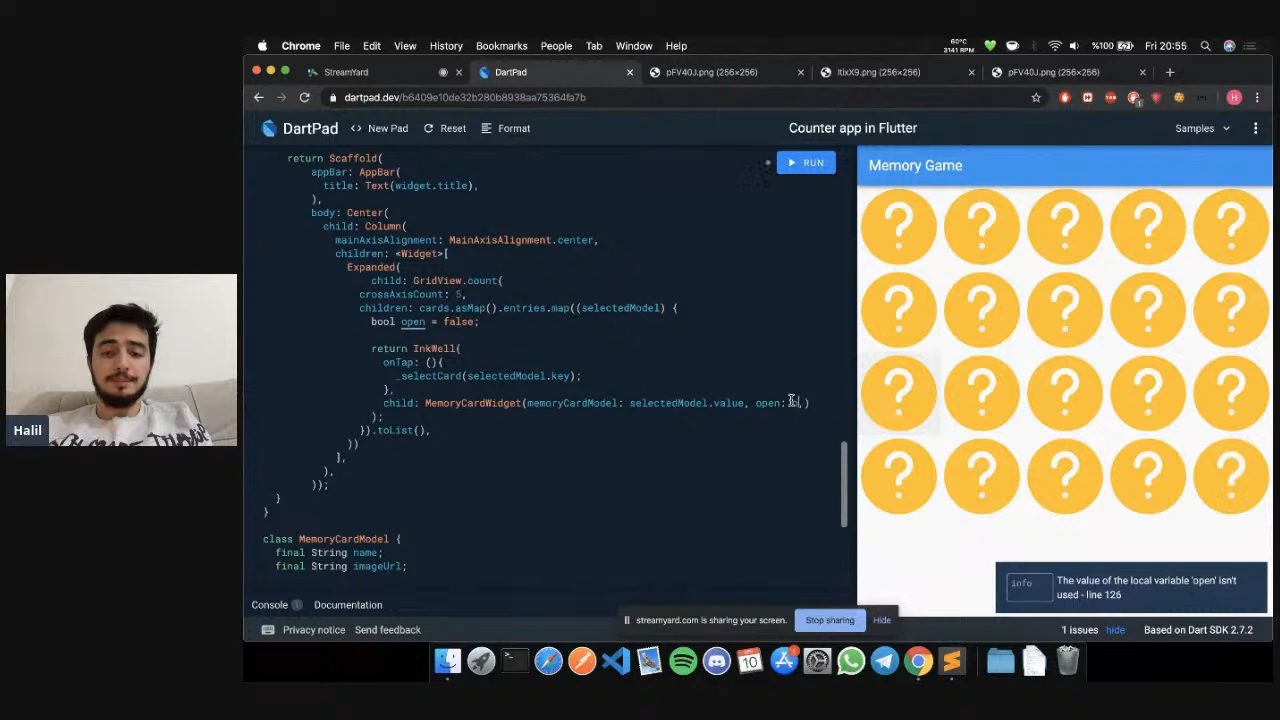 Chrome File Edit View History Bookmarks People Tab Window Help 60°C 3141 RPM %100 Fri 20:55
StreamYard DartPad pFV40J.png (256×256) ItixX9.png (256×256) pFV40J.png (256×256)
dartpad.dev/b6409e10de32b280b8938aa75364fa7b
DartPad <> New Pad Reset Format Counter app in Flutter Samples
RUN
Memory Game
return Scaffold(
appBar: AppBar(
title: Text(widget.title),
),
body: Center(
child: Column(
mainAxisAlignment: MainAxisAlignment.center,
children: <Widget>[
Expanded(
child: GridView.count(
crossAxisCount: 5,
children: cards.asMap().entries.map((selectedModel) {
bool open = false;
return InkWell(
onTap: (){
_selectCard(selectedModel.key);
},
child: MemoryCardWidget(memoryCardModel: selectedModel.value, open:
);
}).toList(),
))
],
),
));
}
}
class MemoryCardModel {
final String name;
final String imageUrl;
? ? ? ? ?
? ? ? ? ?
? ? ? ? ?
? ? ? ? ?
info The value of the local variable 'open' isn't
used - line 126
Console 1 Documentation
streamyard.com is sharing your screen. Stop sharing Hide
Privacy notice Send feedback 1 issues hide Based on Dart SDK 2.7.2
Halil